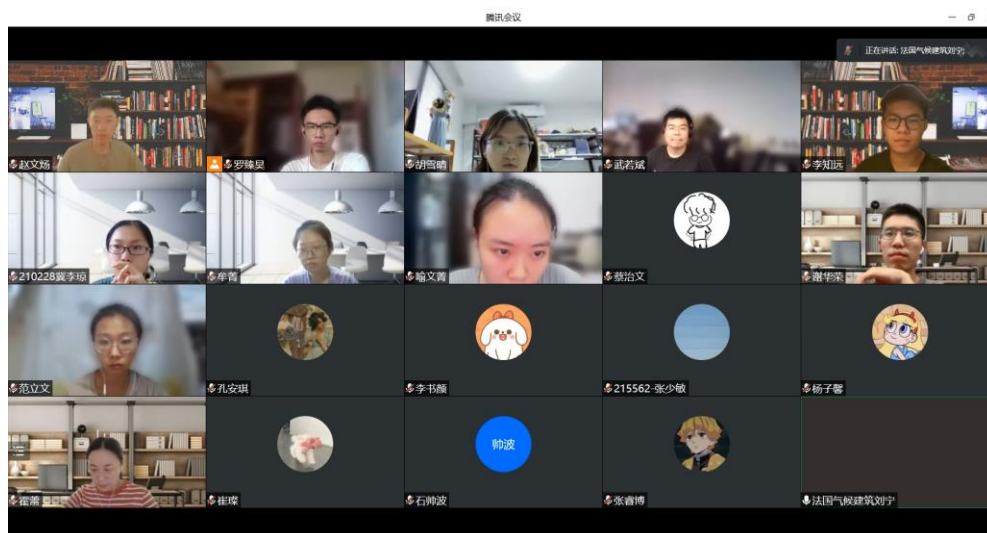 腾讯会议
正在讲话: 法国气候建筑刘宁;
赵文炀
罗臻昊
胡雪晴
武若斌
李知远
210228冀李琼
牟菁
喻文菁
蔡治文
谢华荣
范立文
孔安琪
李书颜
215562-张少敏
杨子馨
霍蕾
崔璨
帅波
石帅波
张睿博
法国气候建筑刘宁